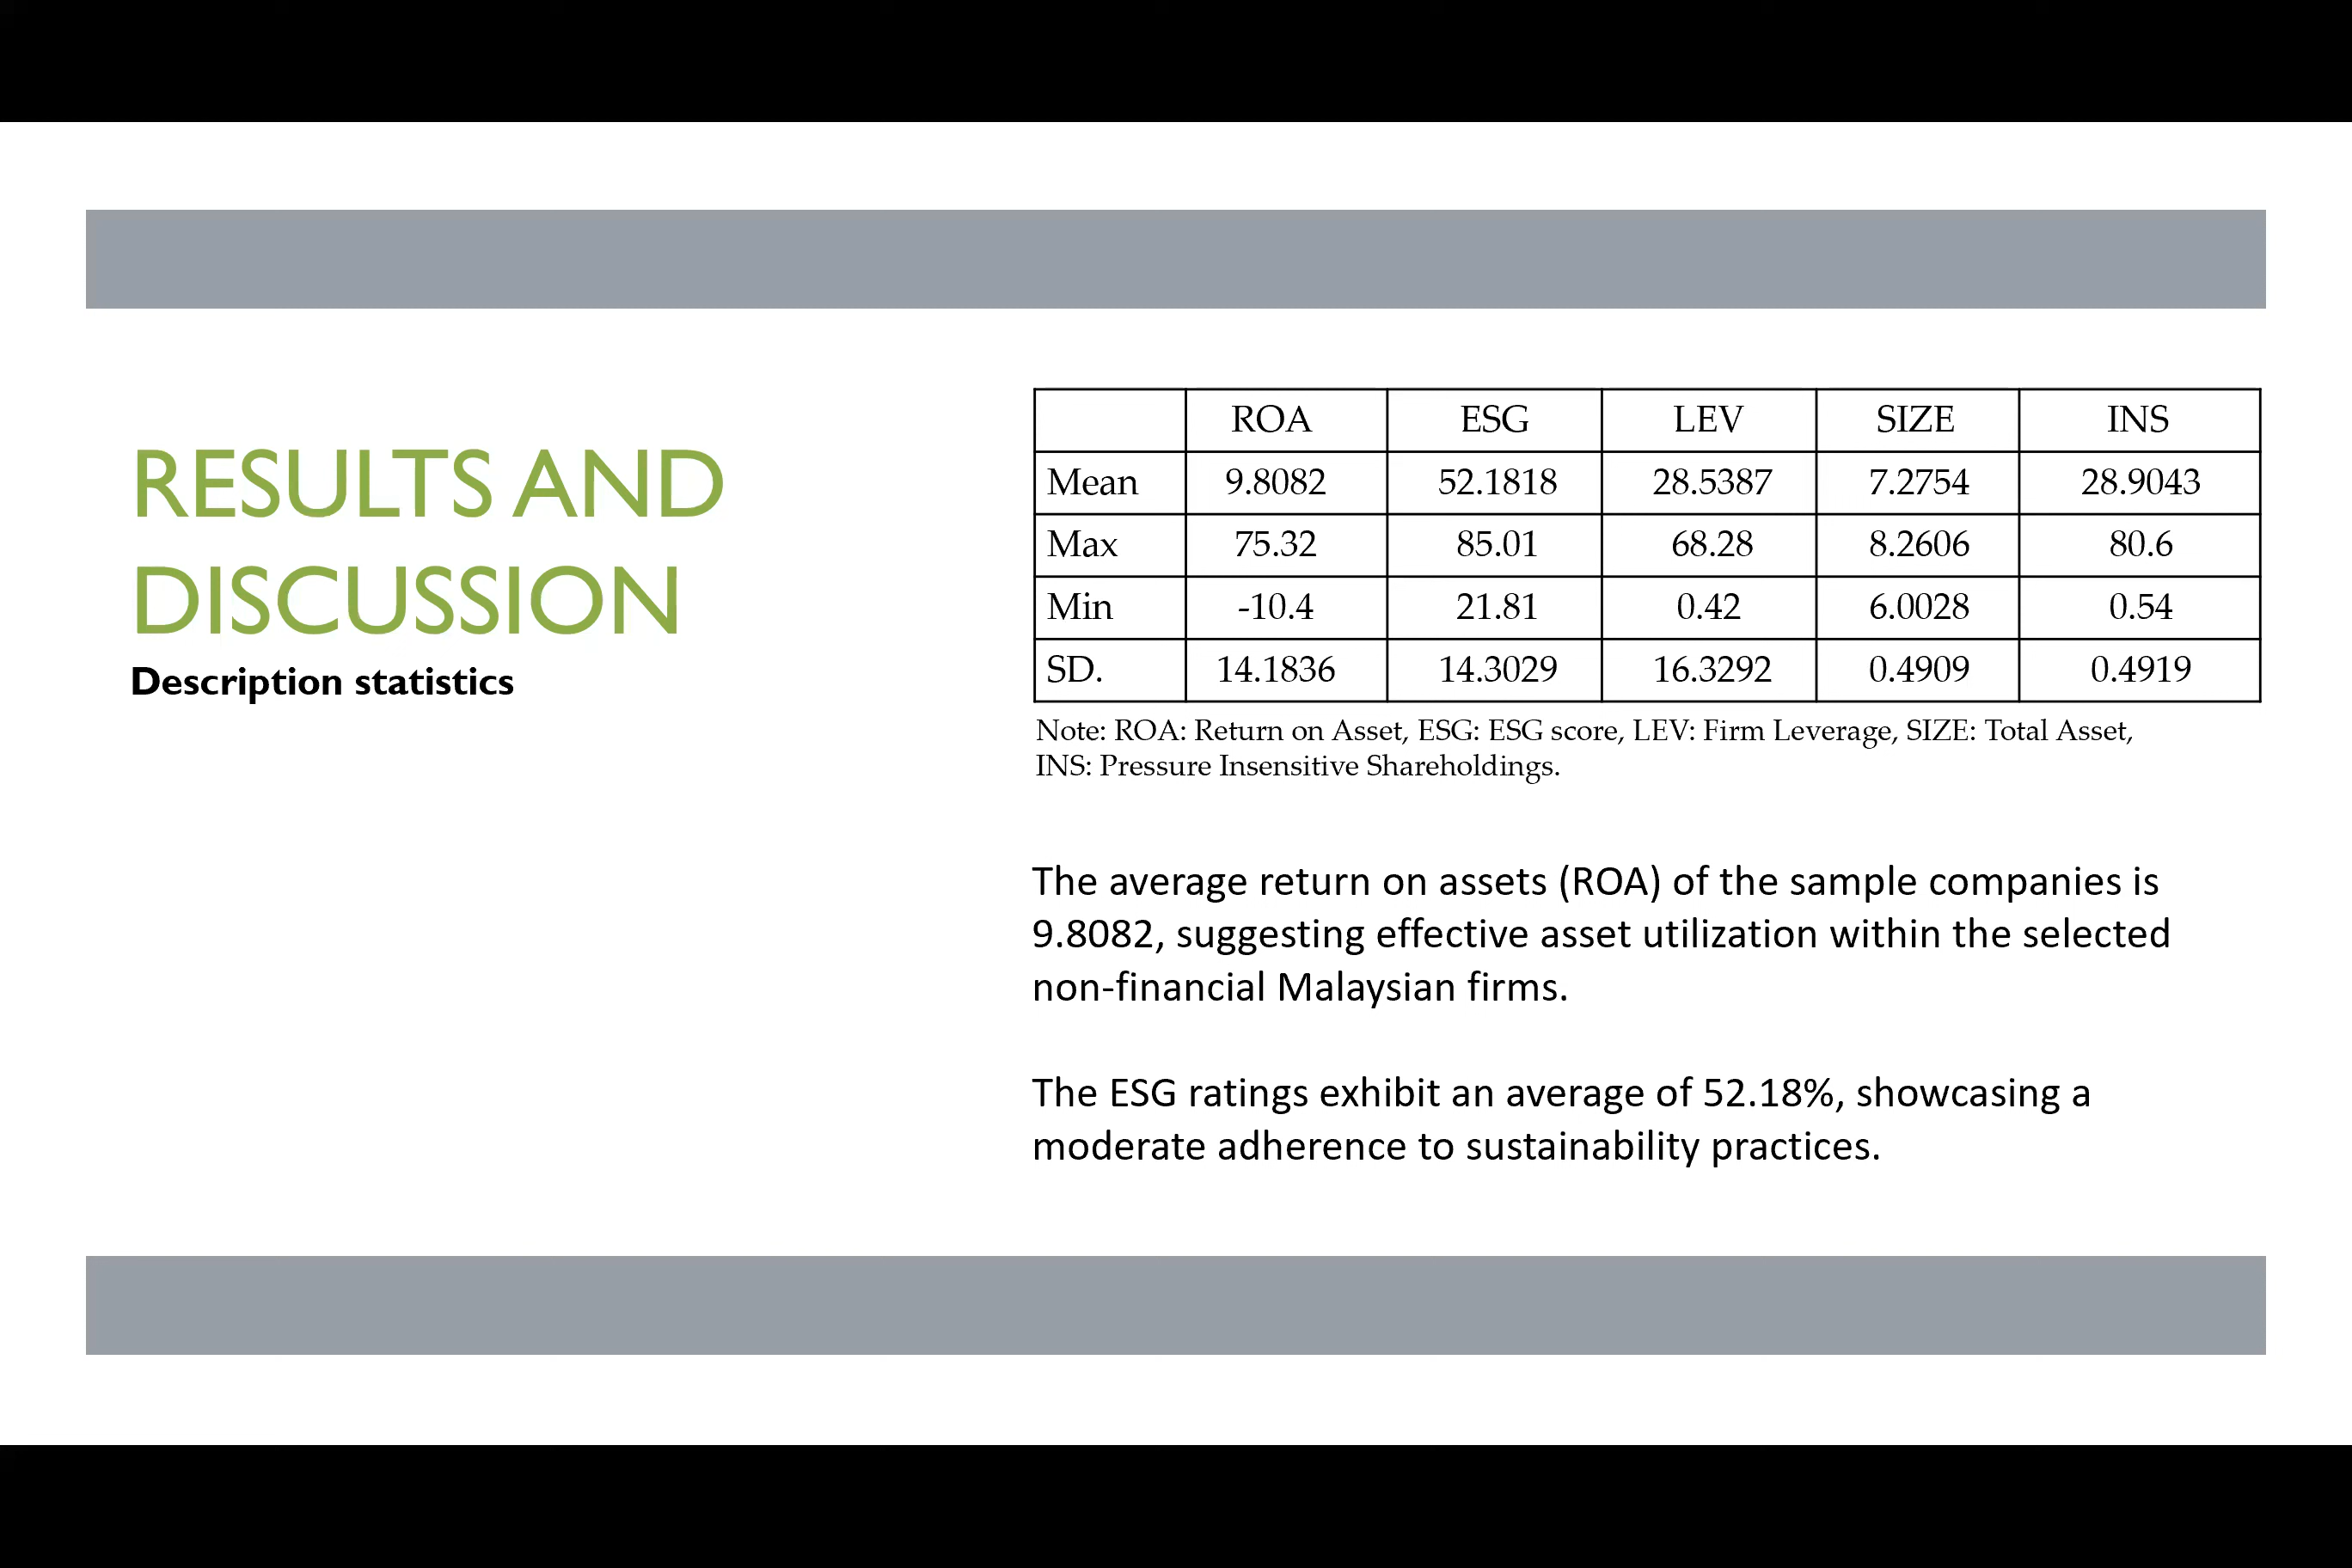 RESULTS AND
DISCUSSION
Description statistics
ROA ESG LEV SIZE INS
Mean 9.8082 52.1818 28.5387 7.2754 28.9043
Max 75.32 85.01 68.28 8.2606 80.6
Min -10.4 21.81 0.42 6.0028 0.54
SD. 14.1836 14.3029 16.3292 0.4909 0.4919
Note: ROA: Return on Asset, ESG: ESG score, LEV: Firm Leverage, SIZE: Total Asset,
INS: Pressure Insensitive Shareholdings.
The average return on assets (ROA) of the sample companies is
9.8082, suggesting effective asset utilization within the selected
non-financial Malaysian firms.
The ESG ratings exhibit an average of 52.18%, showcasing a
moderate adherence to sustainability practices.